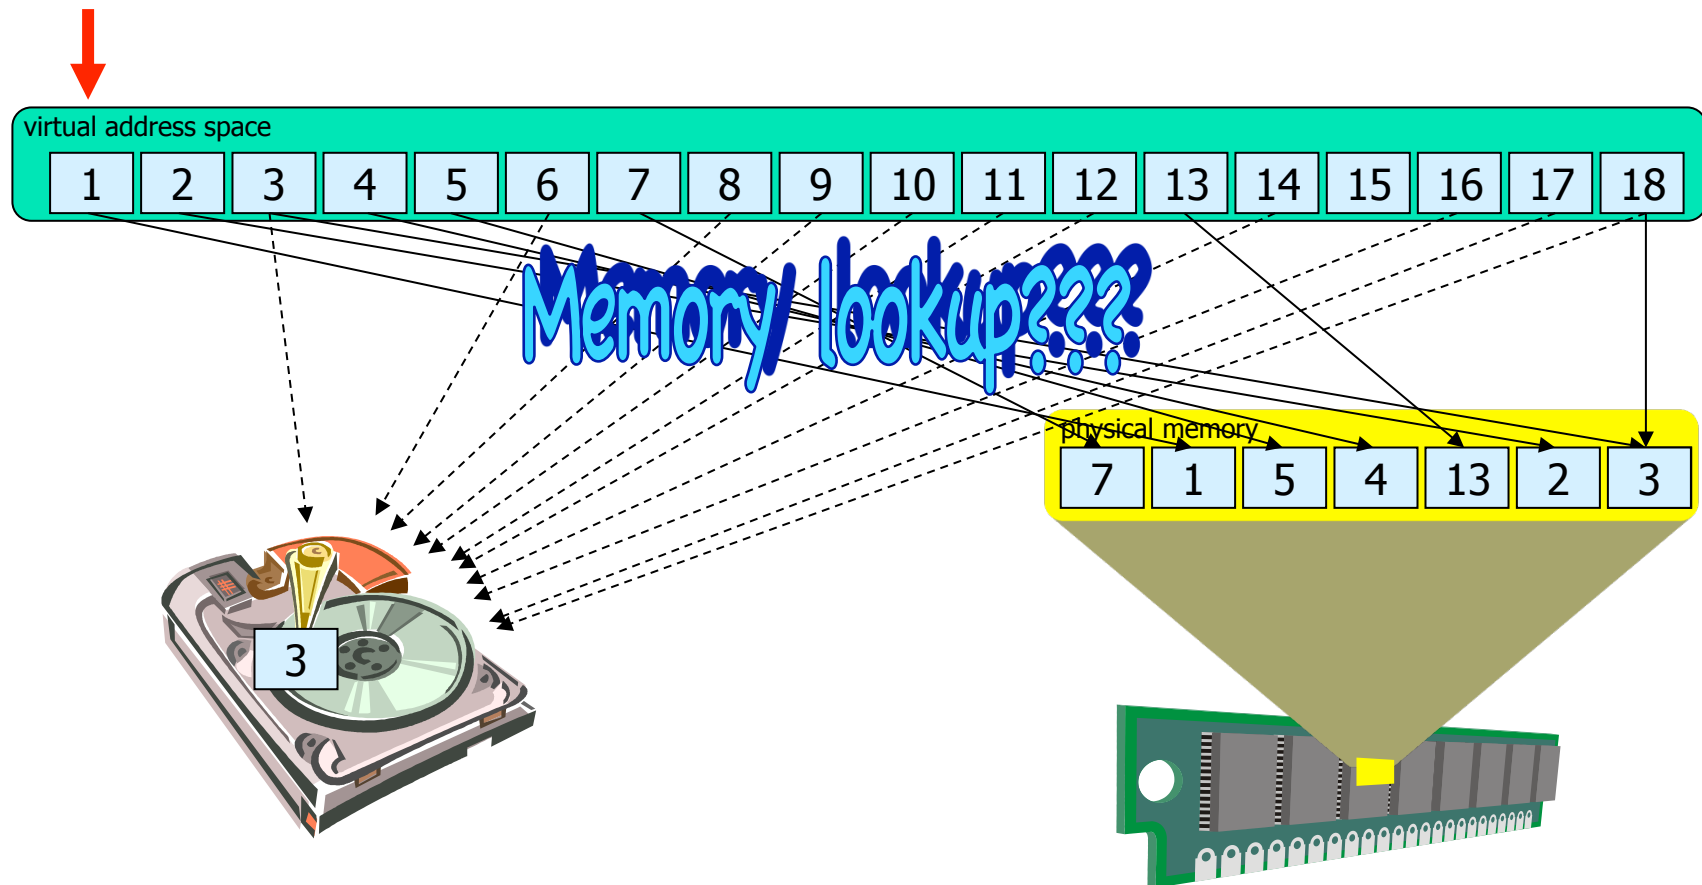 virtual address space
1 2 3 4 5 6 7 8 9 10 11 12 13 14 15 16 17 18
Memory lookup???
physical memory
7 1 5 4 13 2 3
3